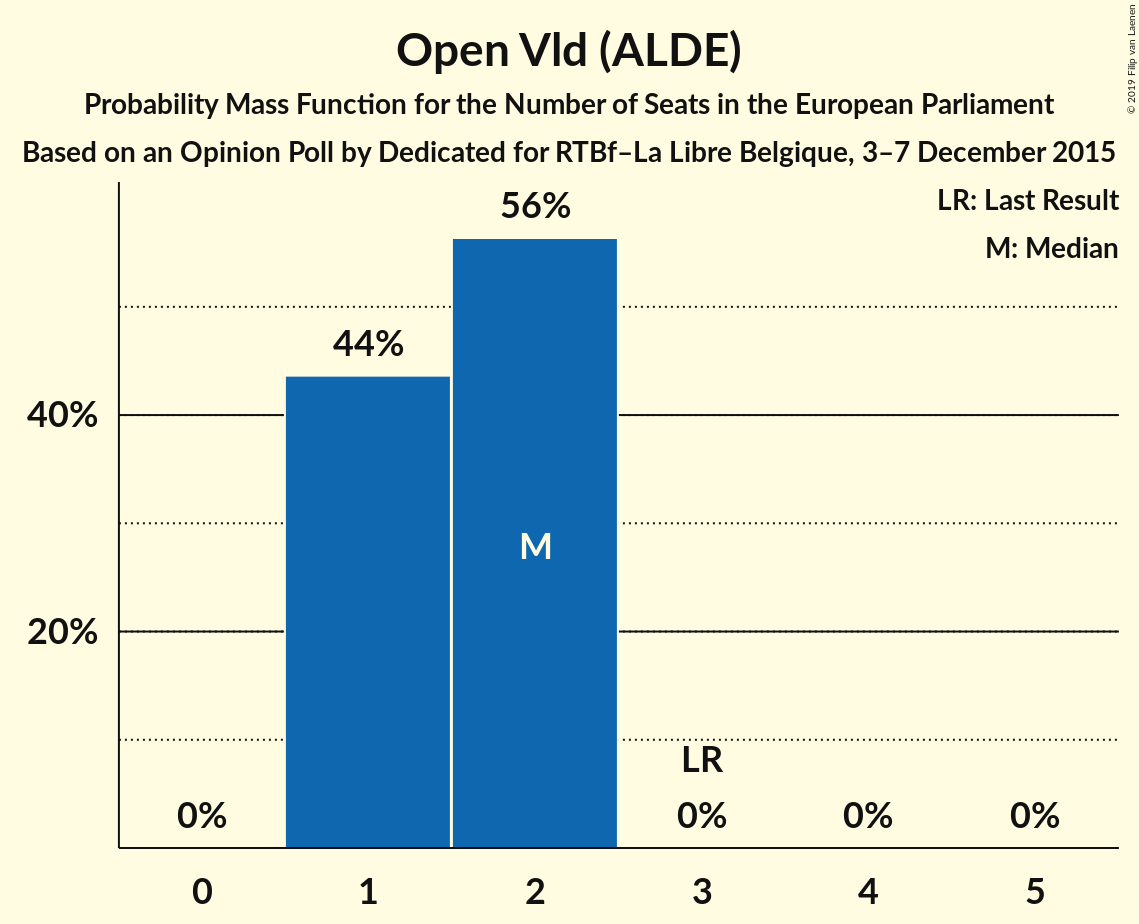 Open Vld (ALDE)
Probability Mass Function for the Number of Seats in the European Parliament
Based on an Opinion Poll by Dedicated for RTBf–La Libre Belgique, 3–7 December 2015
© 2019 Filip van Laenen
LR: Last Result
M: Median
56%
44%
40%
M
20%
LR
0%
0%
0%
0%
0
1
2
3
4
5